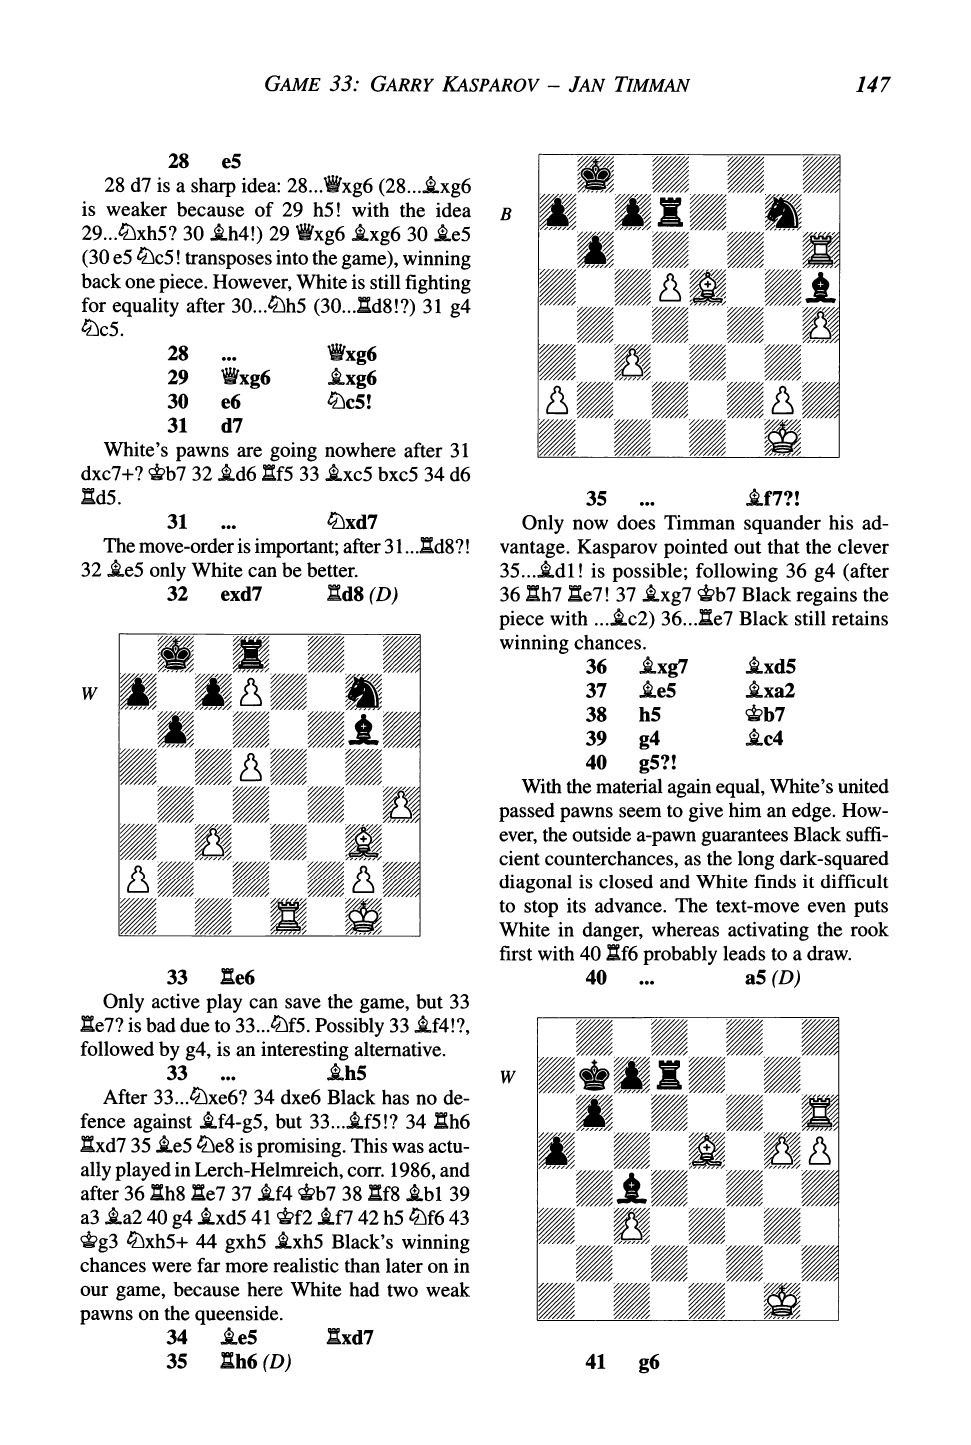 GAME 33: GARRY KASPAROV – JAN TIMMAN 147
28 e5
28 d7 is a sharp idea: 28...♕xg6 (28...♗xg6
is weaker because of 29 h5! with the idea
29...♘xh5? 30 ♗h4!) 29 ♕xg6 ♗xg6 30 ♗e5
(30 e5 ♘c5! transposes into the game), winning
back one piece. However, White is still fighting
for equality after 30...♘h5 (30...♖d8!?) 31 g4
♘c5.
28 ... ♕xg6
29 ♕xg6 ♗xg6
30 e6 ♘c5!
31 d7
White's pawns are going nowhere after 31
dxc7+? ♔b7 32 ♗d6 ♖f5 33 ♗xc5 bxc5 34 d6
♖d5.
31 ... ♘xd7
The move-order is important; after 31...♖d8?!
32 ♗e5 only White can be better.
32 exd7 ♖d8 (D)
W
33 ♖e6
Only active play can save the game, but 33
♖e7? is bad due to 33...♘f5. Possibly 33 ♗f4!?,
followed by g4, is an interesting alternative.
33 ... ♗h5
After 33...♘xe6? 34 dxe6 Black has no de-
fence against ♗f4-g5, but 33...♗f5!? 34 ♖h6
♖xd7 35 ♗e5 ♘e8 is promising. This was actu-
ally played in Lerch-Helmreich, corr. 1986, and
after 36 ♖h8 ♖e7 37 ♗f4 ♔b7 38 ♖f8 ♗b1 39
a3 ♗a2 40 g4 ♗xd5 41 ♔f2 ♗f7 42 h5 ♘f6 43
♔g3 ♘xh5+ 44 gxh5 ♗xh5 Black's winning
chances were far more realistic than later on in
our game, because here White had two weak
pawns on the queenside.
34 ♗e5 ♖xd7
35 ♖h6 (D)
B
35 ... ♗f7?!
Only now does Timman squander his ad-
vantage. Kasparov pointed out that the clever
35...♗d1! is possible; following 36 g4 (after
36 ♖h7 ♖e7! 37 ♗xg7 ♔b7 Black regains the
piece with ...♗c2) 36...♖e7 Black still retains
winning chances.
36 ♗xg7 ♗xd5
37 ♗e5 ♗xa2
38 h5 ♔b7
39 g4 ♗c4
40 g5?!
With the material again equal, White's united
passed pawns seem to give him an edge. How-
ever, the outside a-pawn guarantees Black suffi-
cient counterchances, as the long dark-squared
diagonal is closed and White finds it difficult
to stop its advance. The text-move even puts
White in danger, whereas activating the rook
first with 40 ♖f6 probably leads to a draw.
40 ... a5 (D)
W
41 g6